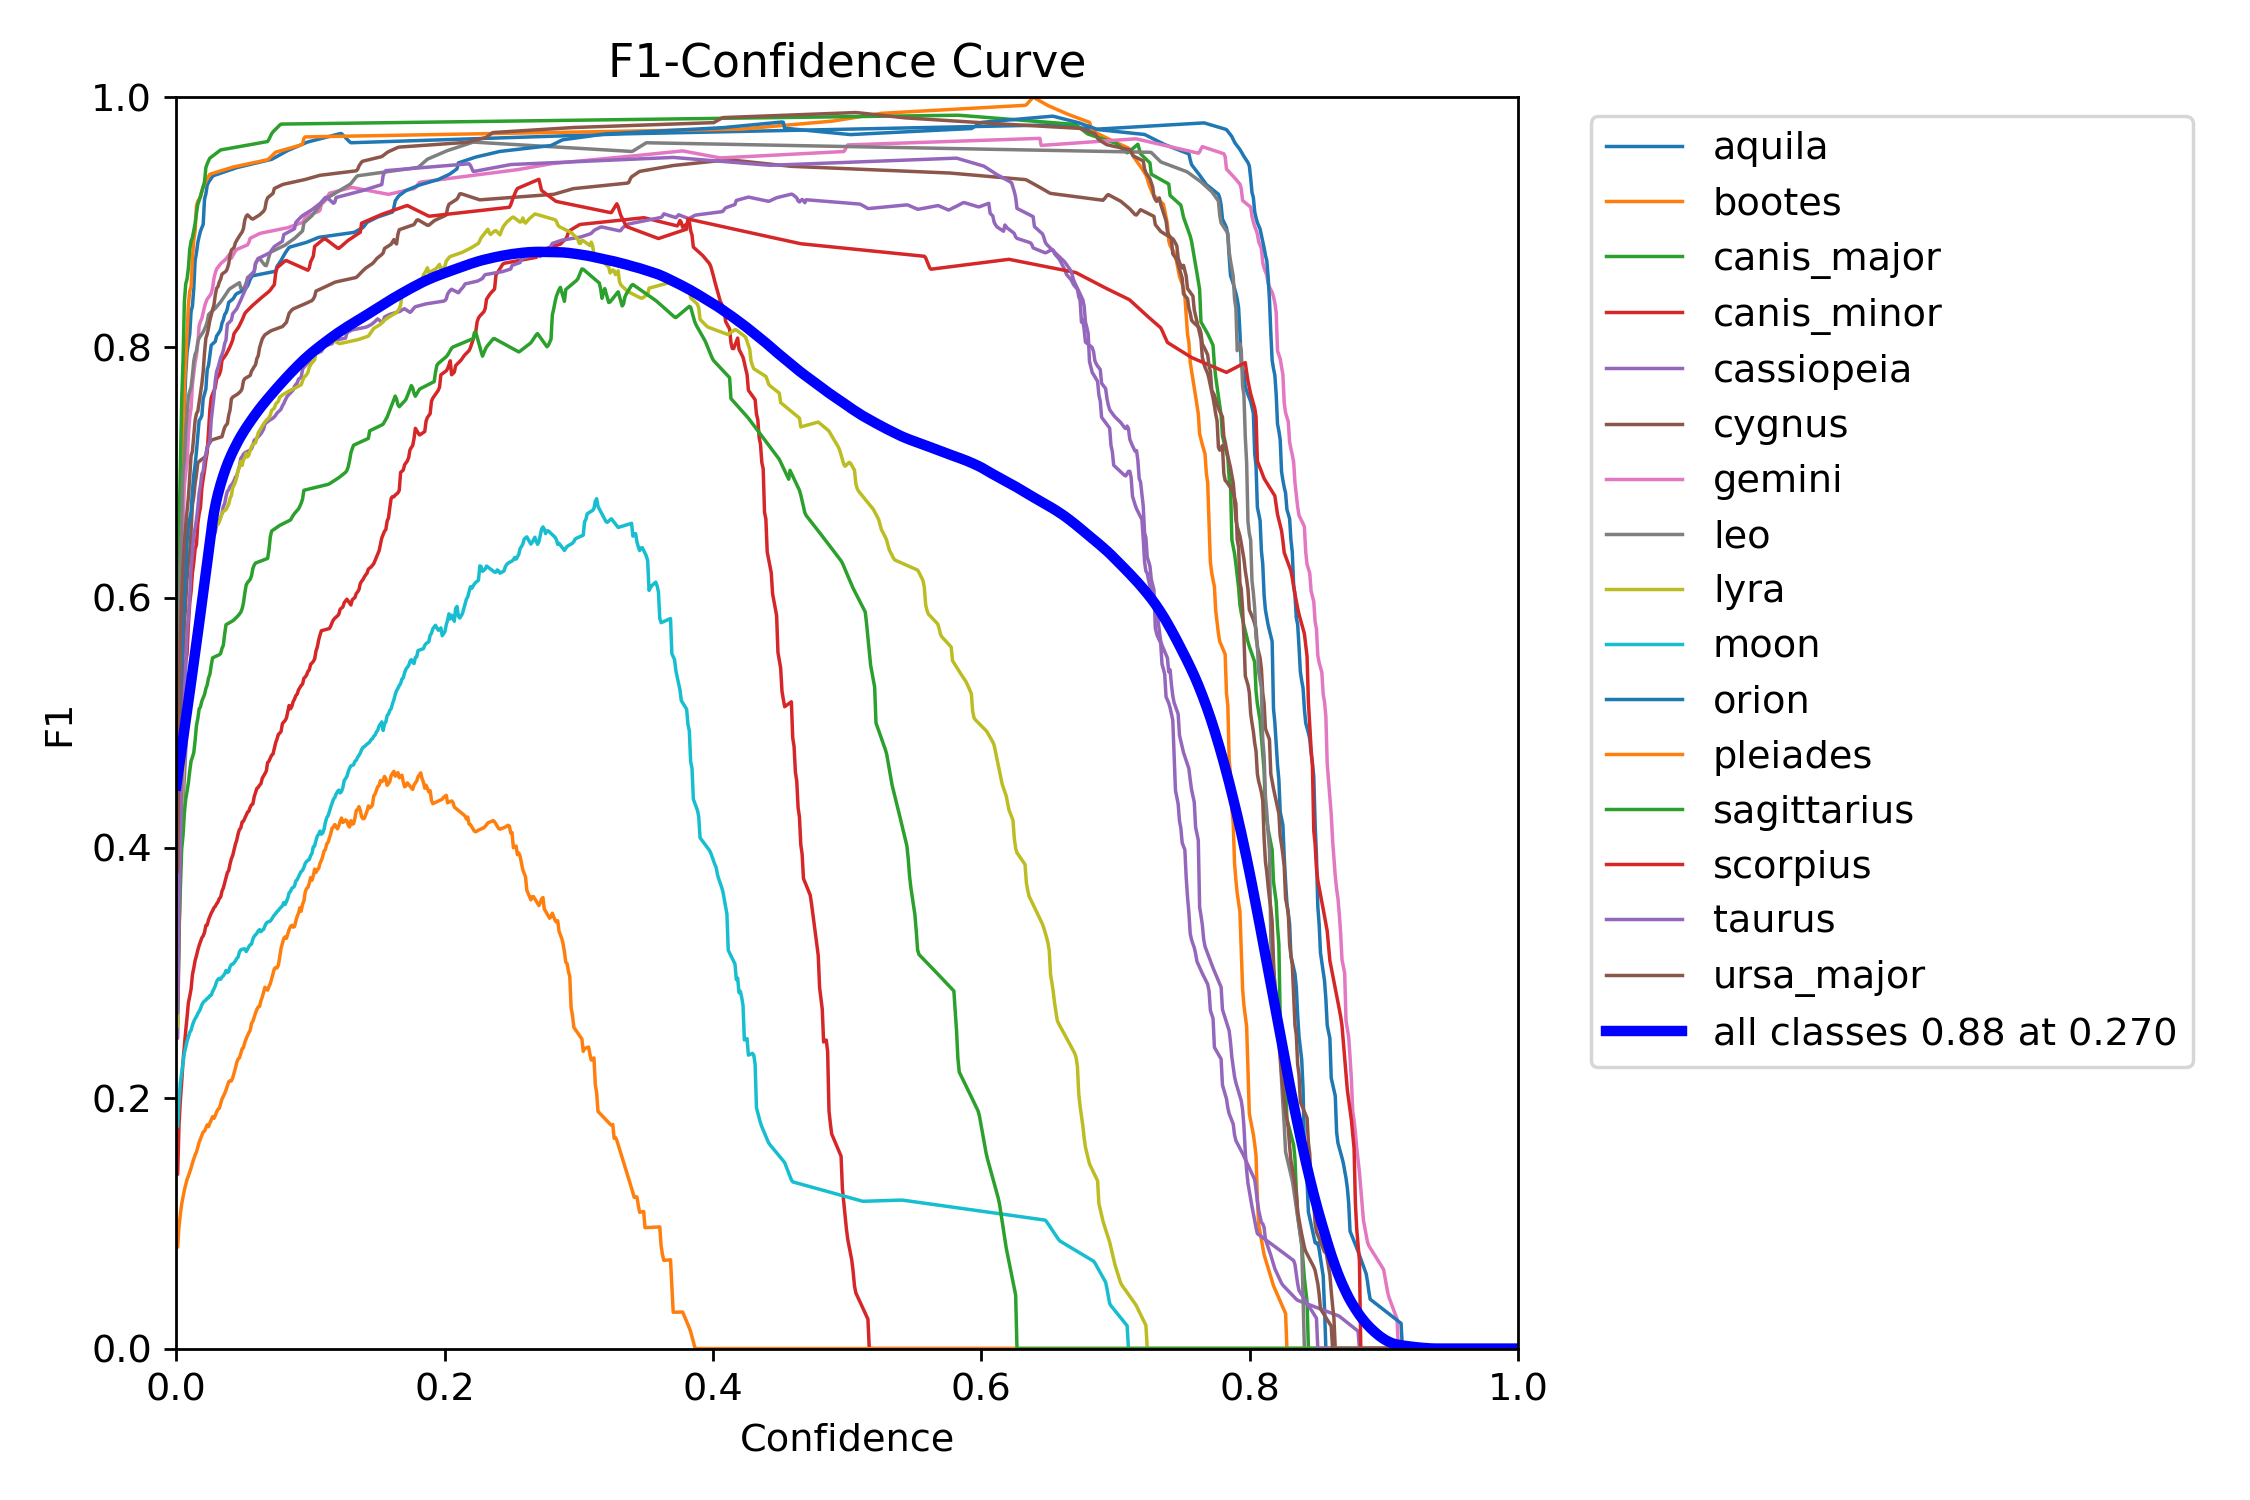 F1-Confidence Curve
1.0
0.8
0.6
0.4
0.2
0.0
F1
0.0 0.2 0.4 0.6 0.8 1.0
Confidence
aquila
bootes
canis_major
canis_minor
cassiopeia
cygnus
gemini
leo
lyra
moon
orion
pleiades
sagittarius
scorpius
taurus
ursa_major
all classes 0.88 at 0.270